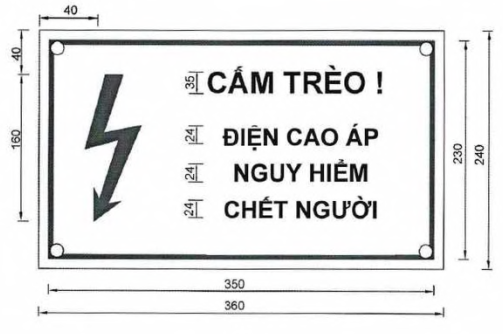 40
40
35
CẤM TRÈO !
160
24
ĐIỆN CAO ÁP
230
240
24
NGUY HIỂM
24
CHẾT NGƯỜI
350
360